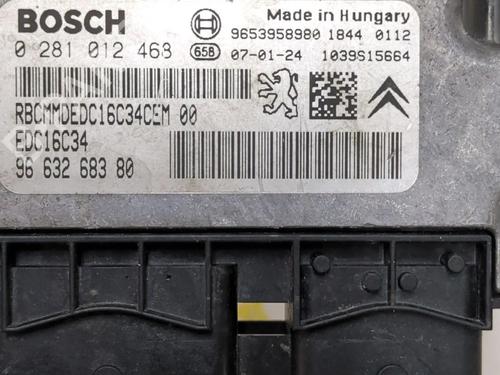 BOSCH
Made in Hungary
9653958980 1844 0112
0 281 012 468
65B
07-01-24
1039S15664
RBCMMDEDC16C34CEM 00
EDC16C34
96 632 683 80